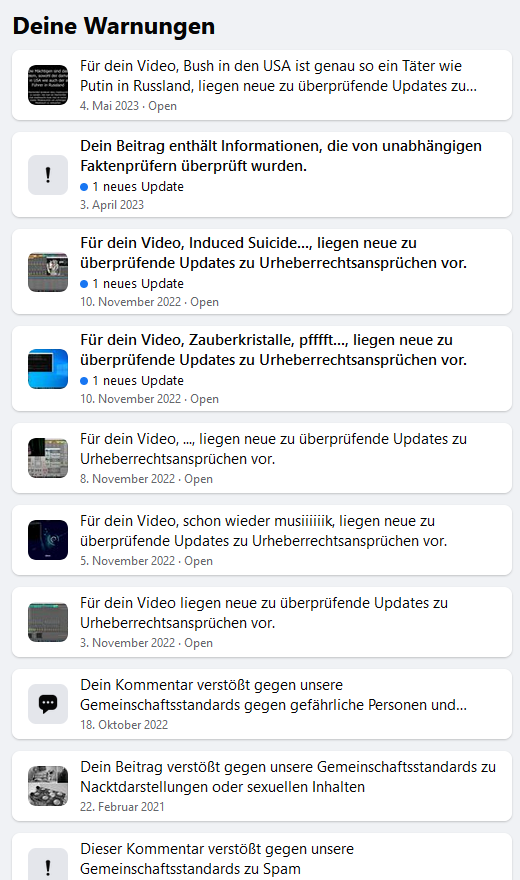 Deine Warnungen
Für dein Video, Bush in den USA ist genau so ein Täter wie
Putin in Russland, liegen neue zu überprüfende Updates zu...
4. Mai 2023 · Open
Dein Beitrag enthält Informationen, die von unabhängigen
Faktenprüfern überprüft wurden.
1 neues Update
3. April 2023
Für dein Video, Induced Suicide..., liegen neue zu
überprüfende Updates zu Urheberrechtsansprüchen vor.
1 neues Update
10. November 2022 · Open
Für dein Video, Zauberkristalle, pfffft..., liegen neue zu
überprüfende Updates zu Urheberrechtsansprüchen vor.
1 neues Update
10. November 2022 · Open
Für dein Video, ..., liegen neue zu überprüfende Updates zu
Urheberrechtsansprüchen vor.
8. November 2022 · Open
Für dein Video, schon wieder musiiiiiik, liegen neue zu
überprüfende Updates zu Urheberrechtsansprüchen vor.
5. November 2022 · Open
Für dein Video liegen neue zu überprüfende Updates zu
Urheberrechtsansprüchen vor.
3. November 2022 · Open
Dein Kommentar verstößt gegen unsere
Gemeinschaftsstandards gegen gefährliche Personen und...
18. Oktober 2022
Dein Beitrag verstößt gegen unsere Gemeinschaftsstandards zu
Nacktdarstellungen oder sexuellen Inhalten
22. Februar 2021
Dieser Kommentar verstößt gegen unsere
Gemeinschaftsstandards zu Spam